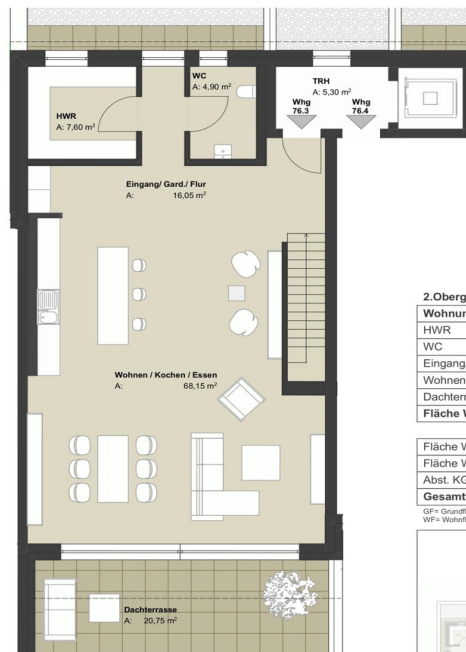 WC
A: 4,90 m²
TRH
A: 5,30 m²
Whg
76.3
Whg
76.4
HWR
A: 7,60 m²
Eingang/ Gard./ Flur
A: 16,05 m²
Wohnen / Kochen / Essen
A: 68,15 m²
Dachterrasse
A: 20,75 m²
2.Oberg
Wohnun
HWR
WC
Eingang
Wohnen
Dachterr
Fläche W
Fläche W
Fläche W
Abst. KG
Gesamt
GF= Grundfl
WF= Wohnfl